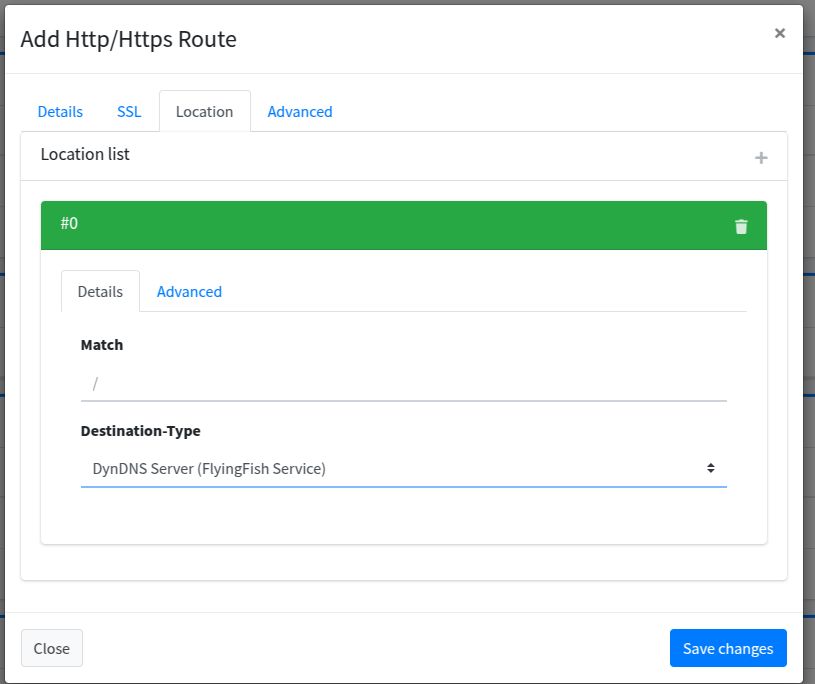 Add Http/Https Route
×
Details SSL Location Advanced
Location list +
#0
Details Advanced
Match
/
Destination-Type
DynDNS Server (FlyingFish Service)
Close Save changes